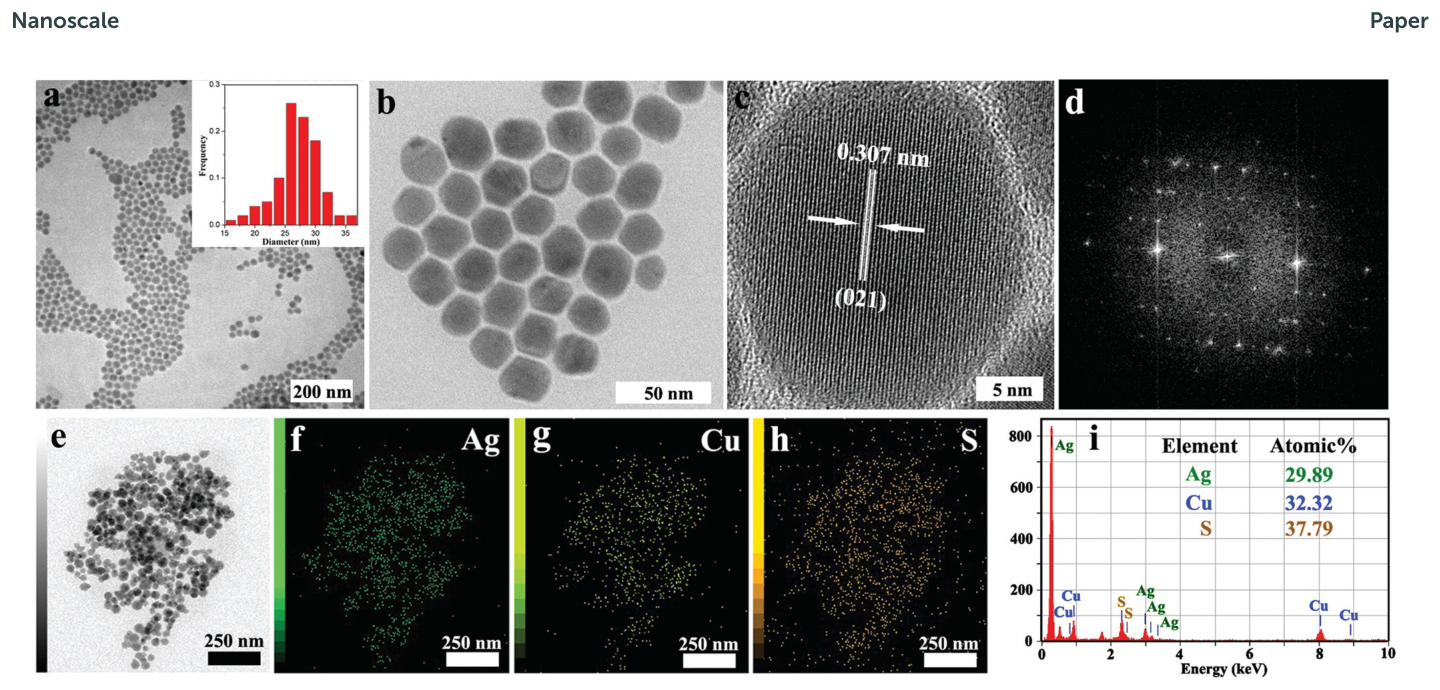 Nanoscale
Paper
a
0.3
0.2
0.1
0.0
Frequency
15 20 25 30 35
Diameter (nm)
200 nm
b
50 nm
c
0.307 nm
(021)
5 nm
d
e
250 nm
f
Ag
250 nm
g
Cu
250 nm
h
S
250 nm
i
800
600
400
200
0
Ag
Element Atomic%
Ag 29.89
Cu 32.32
S 37.79
Cu
Cu
S
S
Ag
Ag
Ag
Cu
Cu
0 2 4 6 8 10
Energy (keV)